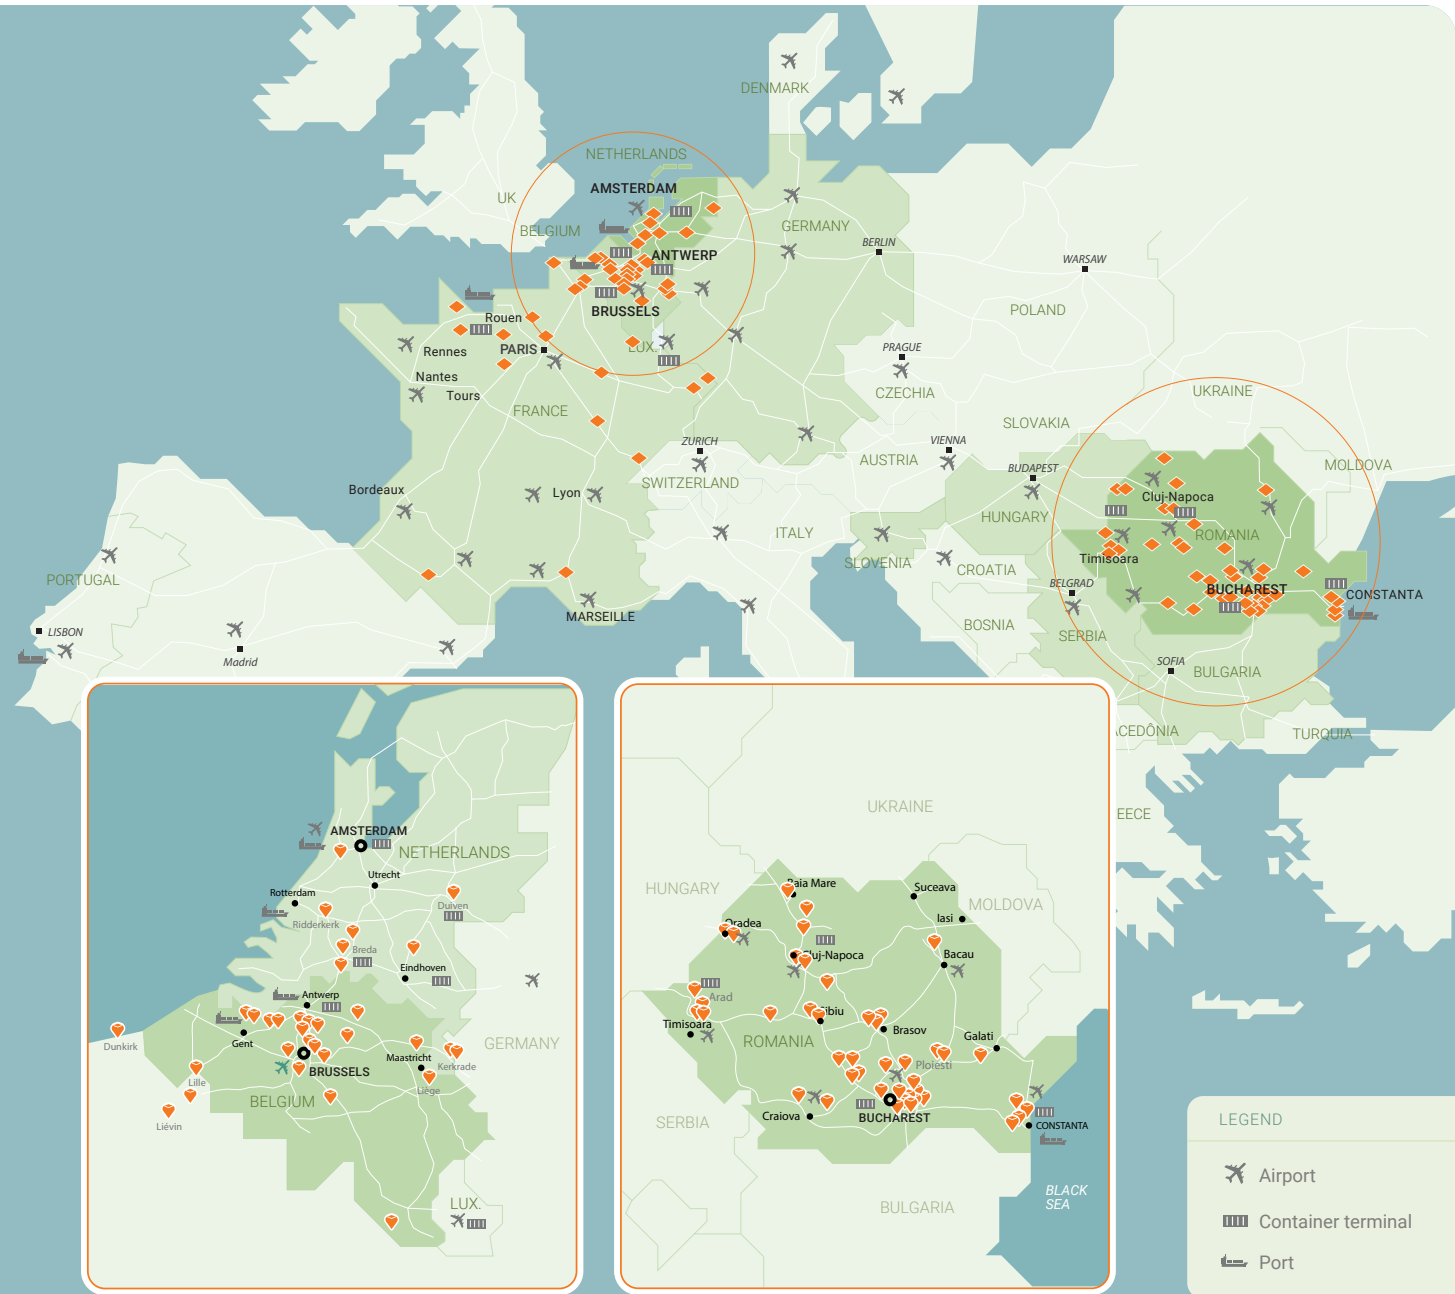 DENMARK
NETHERLANDS
AMSTERDAM
UK
BELGIUM
GERMANY
BERLIN
ANTWERP
WARSAW
BRUSSELS
POLAND
Rouen
PARIS
LUX.
Rennes
PRAGUE
Nantes
Tours
CZECHIA
UKRAINE
FRANCE
SLOVAKIA
ZURICH
VIENNA
AUSTRIA
MOLDOVA
BUDAPEST
SWITZERLAND
Bordeaux
Lyon
Cluj-Napoca
HUNGARY
ITALY
ROMANIA
SLOVENIA
Timisoara
CROATIA
PORTUGAL
BELGRAD
BUCHAREST
CONSTANTA
MARSEILLE
BOSNIA
LISBON
SERBIA
Madrid
SOFIA
BULGARIA
ACEDÔNIA
TURQUIA
EECE
AMSTERDAM
NETHERLANDS
Utrecht
Rotterdam
Duiven
Ridderkerk
Breda
Eindhoven
Antwerp
Gent
Dunkirk
GERMANY
Maastricht
Kerkrade
BRUSSELS
Lille
Liège
BELGIUM
Liévin
LUX.
UKRAINE
HUNGARY
Baia Mare
Suceava
MOLDOVA
Iasi
Oradea
Cluj-Napoca
Bacau
Arad
Timisoara
Sibiu
Brasov
ROMANIA
Galati
Ploiesti
Craiova
BUCHAREST
SERBIA
CONSTANTA
BLACK
SEA
BULGARIA
LEGEND
Airport
Container terminal
Port